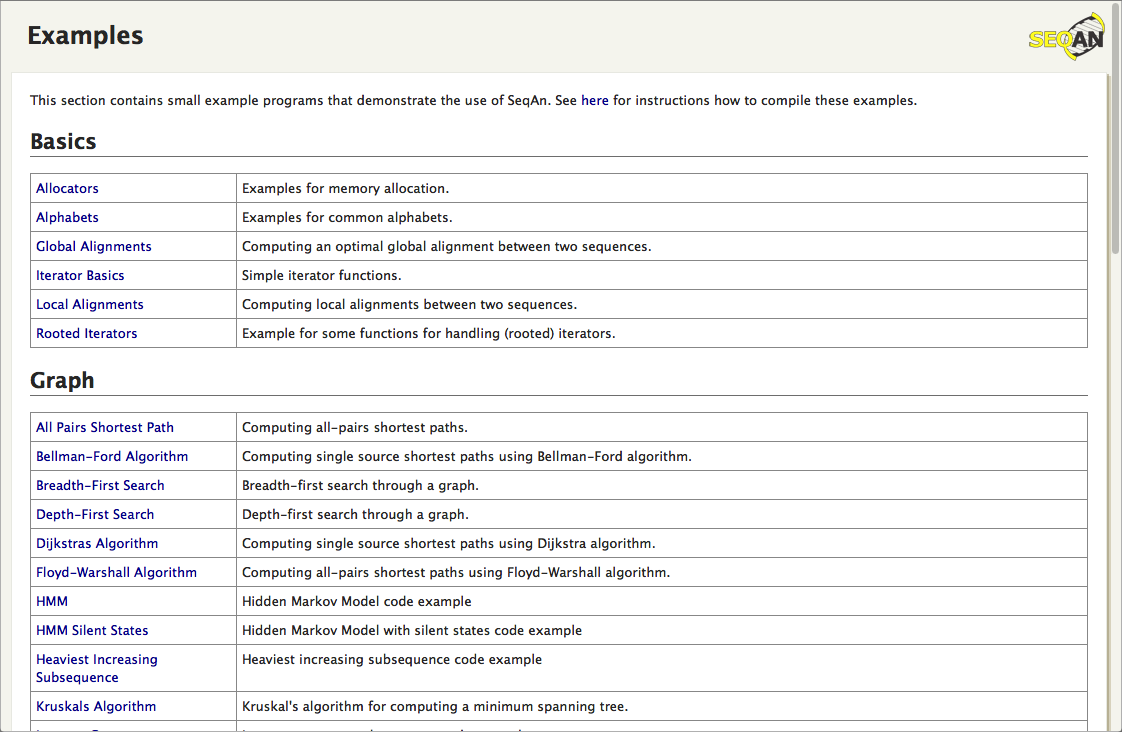 Examples
SEQAN
This section contains small example programs that demonstrate the use of SeqAn. See here for instructions how to compile these examples.
Basics
Allocators Examples for memory allocation.
Alphabets Examples for common alphabets.
Global Alignments Computing an optimal global alignment between two sequences.
Iterator Basics Simple iterator functions.
Local Alignments Computing local alignments between two sequences.
Rooted Iterators Example for some functions for handling (rooted) iterators.
Graph
All Pairs Shortest Path Computing all-pairs shortest paths.
Bellman-Ford Algorithm Computing single source shortest paths using Bellman-Ford algorithm.
Breadth-First Search Breadth-first search through a graph.
Depth-First Search Depth-first search through a graph.
Dijkstras Algorithm Computing single source shortest paths using Dijkstra algorithm.
Floyd-Warshall Algorithm Computing all-pairs shortest paths using Floyd-Warshall algorithm.
HMM Hidden Markov Model code example
HMM Silent States Hidden Markov Model with silent states code example
Heaviest Increasing Heaviest increasing subsequence code example
Subsequence
Kruskals Algorithm Kruskal's algorithm for computing a minimum spanning tree.